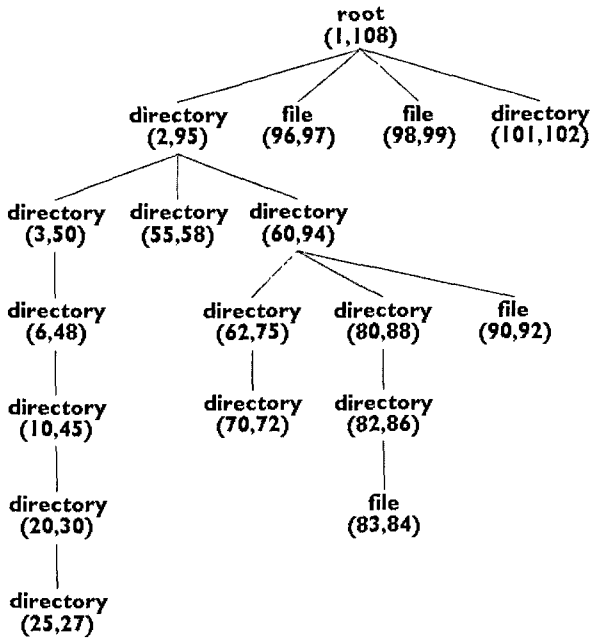 root
(1,108)
directory file file directory
(2,95) (96,97) (98,99) (101,102)
directory directory directory
(3,50) (55,58) (60,94)
directory directory directory file
(6,48) (62,75) (80,88) (90,92)
directory directory directory
(10,45) (70,72) (82,86)
directory file
(20,30) (83,84)
directory
(25,27)